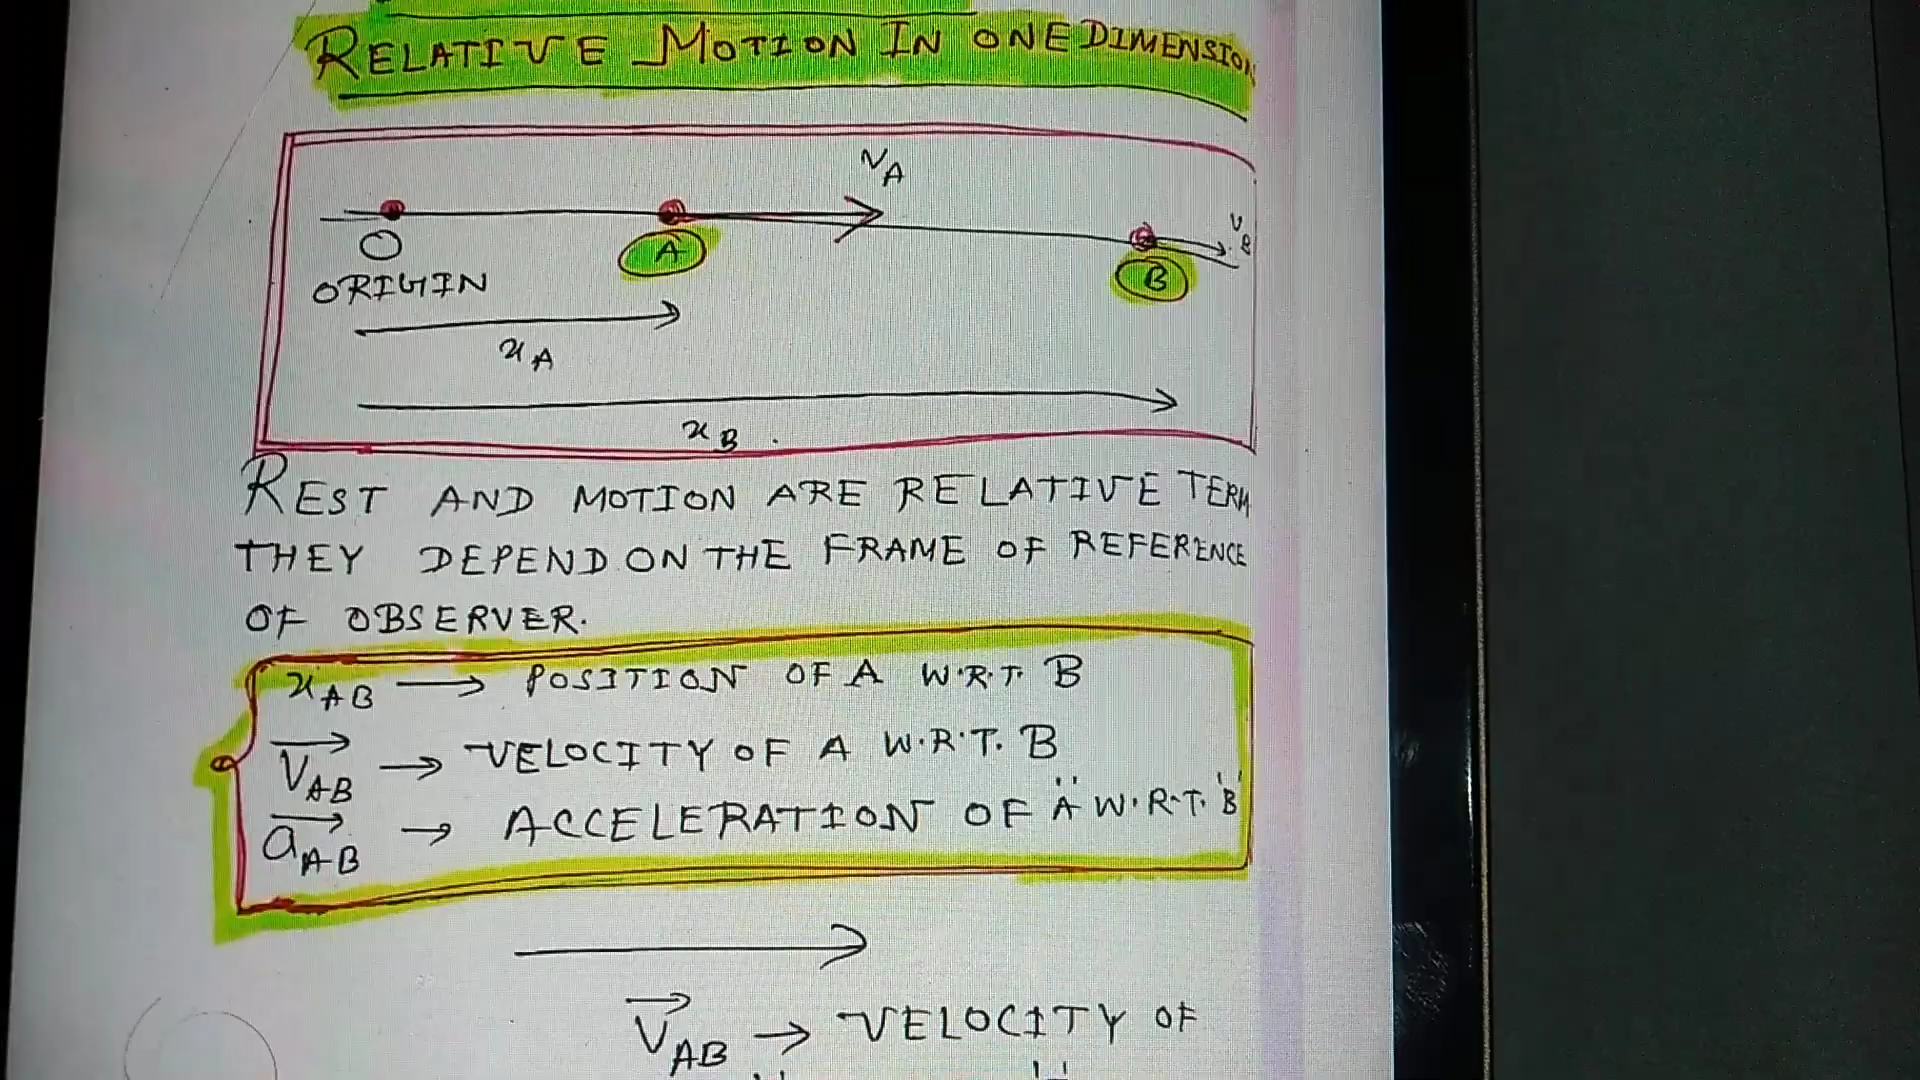 RELATIVE MOTION IN ONE DIMENSION
VA
VB
O
A
B
ORIGIN
xA
xB
REST AND MOTION ARE RELATIVE TERM
THEY DEPEND ON THE FRAME OF REFERENCE
OF OBSERVER.
xAB → POSITION OF A W.R.T. B
VAB → VELOCITY OF A W.R.T. B
aAB → ACCELERATION OF "A" W.R.T. "B"
VAB → VELOCITY OF